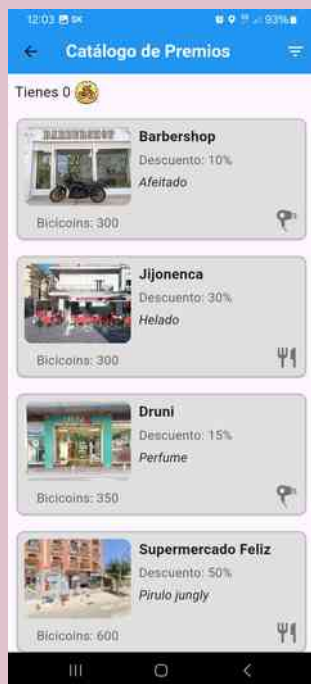 12:03
93%
Catálogo de Premios
Tienes 0
BARBERSHOP
Barbershop
Descuento: 10%
Afeitado
Bicicoins: 300
Jijonenca
Descuento: 30%
Helado
Bicicoins: 300
Druni
Descuento: 15%
Perfume
Bicicoins: 350
Supermercado Feliz
Descuento: 50%
Pirulo jungly
Bicicoins: 600